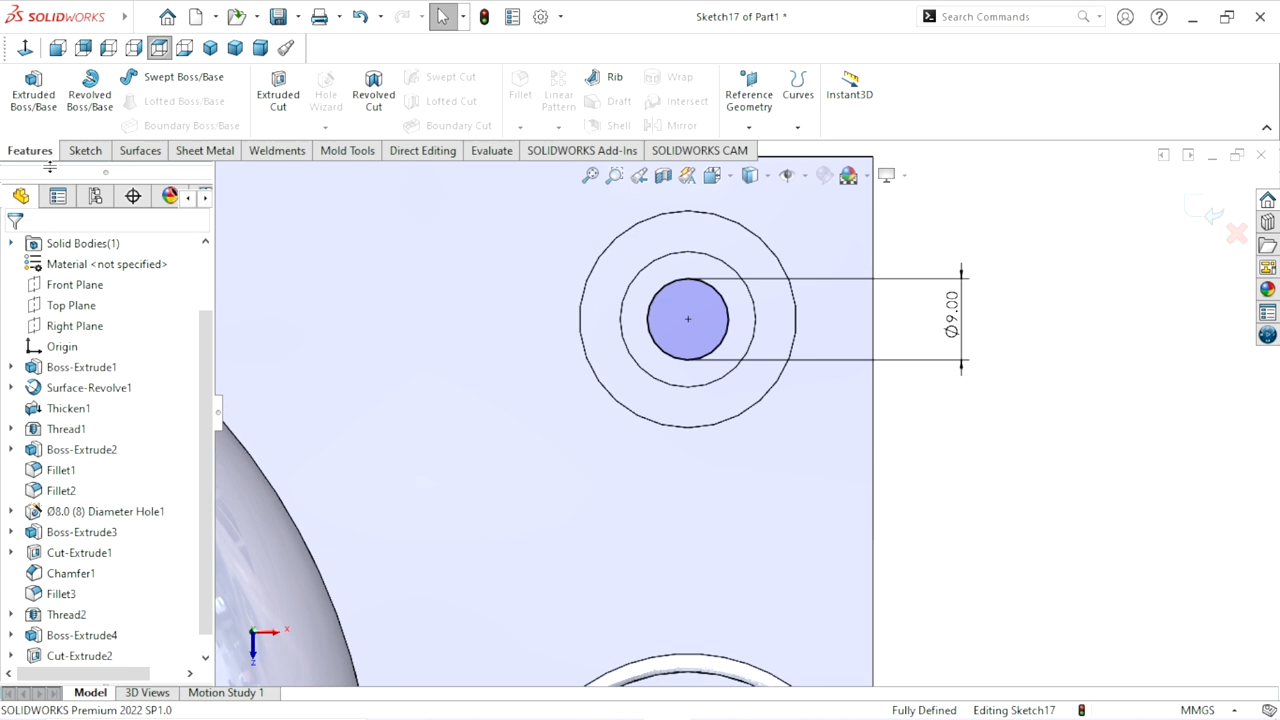 SOLIDWORKS
Sketch17 of Part1 *
Search Commands
Extruded Boss/Base
Revolved Boss/Base
Swept Boss/Base
Lofted Boss/Base
Boundary Boss/Base
Extruded Cut
Hole Wizard
Revolved Cut
Swept Cut
Lofted Cut
Boundary Cut
Fillet
Linear Pattern
Rib
Draft
Shell
Wrap
Intersect
Mirror
Reference Geometry
Curves
Instant3D
Features Sketch Surfaces Sheet Metal Weldments Mold Tools Direct Editing Evaluate SOLIDWORKS Add-Ins SOLIDWORKS CAM
Solid Bodies(1)
Material <not specified>
Front Plane
Top Plane
Right Plane
Origin
Boss-Extrude1
Surface-Revolve1
Thicken1
Thread1
Boss-Extrude2
Fillet1
Fillet2
Ø8.0 (8) Diameter Hole1
Boss-Extrude3
Cut-Extrude1
Chamfer1
Fillet3
Thread2
Boss-Extrude4
Cut-Extrude2
Ø9.00
x
z
Model 3D Views Motion Study 1
SOLIDWORKS Premium 2022 SP1.0 Fully Defined Editing Sketch17 MMGS